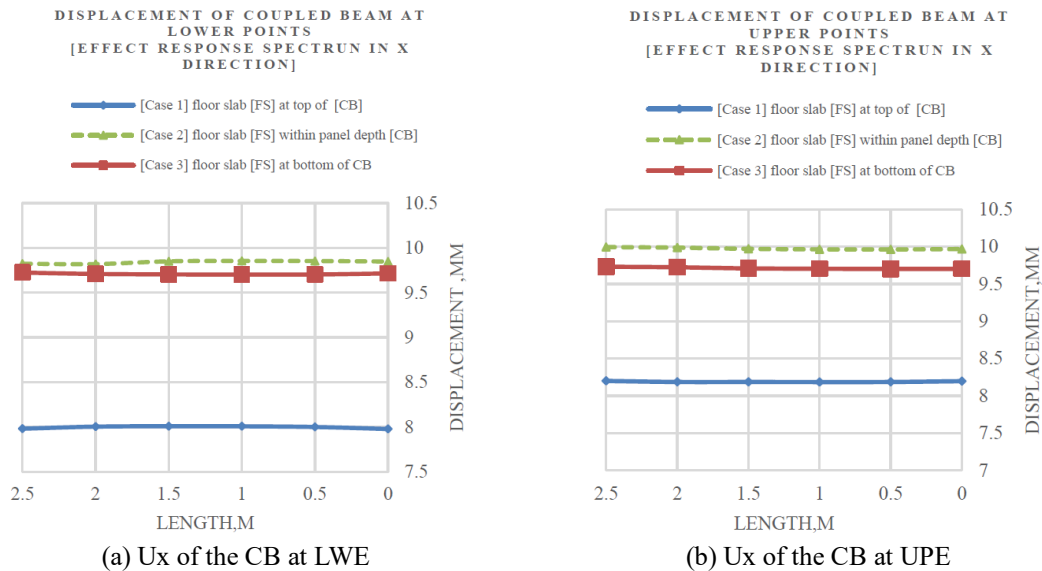 DISPLACEMENT OF COUPLED BEAM AT
LOWER POINTS
[EFFECT RESPONSE SPECTRUN IN X
DIRECTION]
[Case 1] floor slab [FS] at top of [CB]
[Case 2] floor slab [FS] within panel depth [CB]
[Case 3] floor slab [FS] at bottom of CB
10.5
10
9.5
9
8.5
8
7.5
DISPLACEMENT ,MM
2.5 2 1.5 1 0.5 0
LENGTH,M
(a) Ux of the CB at LWE
DISPLACEMENT OF COUPLED BEAM AT
UPPER POINTS
[EFFECT RESPONSE SPECTRUN IN X
DIRECTION]
[Case 1] floor slab [FS] at top of [CB]
[Case 2] floor slab [FS] within panel depth [CB]
[Case 3] floor slab [FS] at bottom of CB
10.5
10
9.5
9
8.5
8
7.5
7
DISPLACEMENT,MM
2.5 2 1.5 1 0.5 0
LENGTH,M
(b) Ux of the CB at UPE